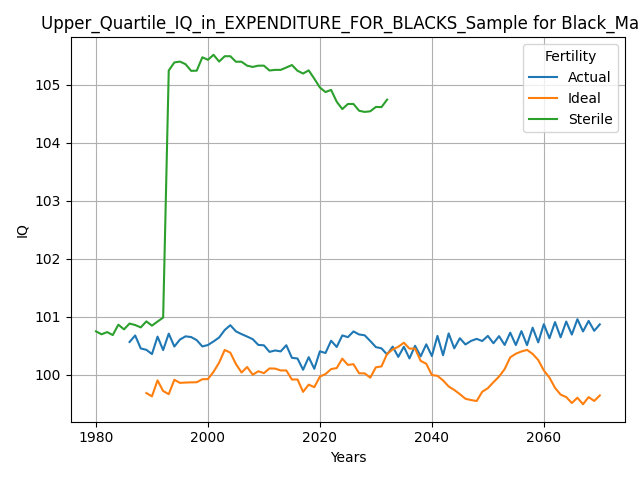 Upper_Quartile_IQ_in_EXPENDITURE_FOR_BLACKS_Sample for Black_Ma
Fertility
Actual
Ideal
Sterile
105
104
103
102
101
100
IQ
1980 2000 2020 2040 2060
Years